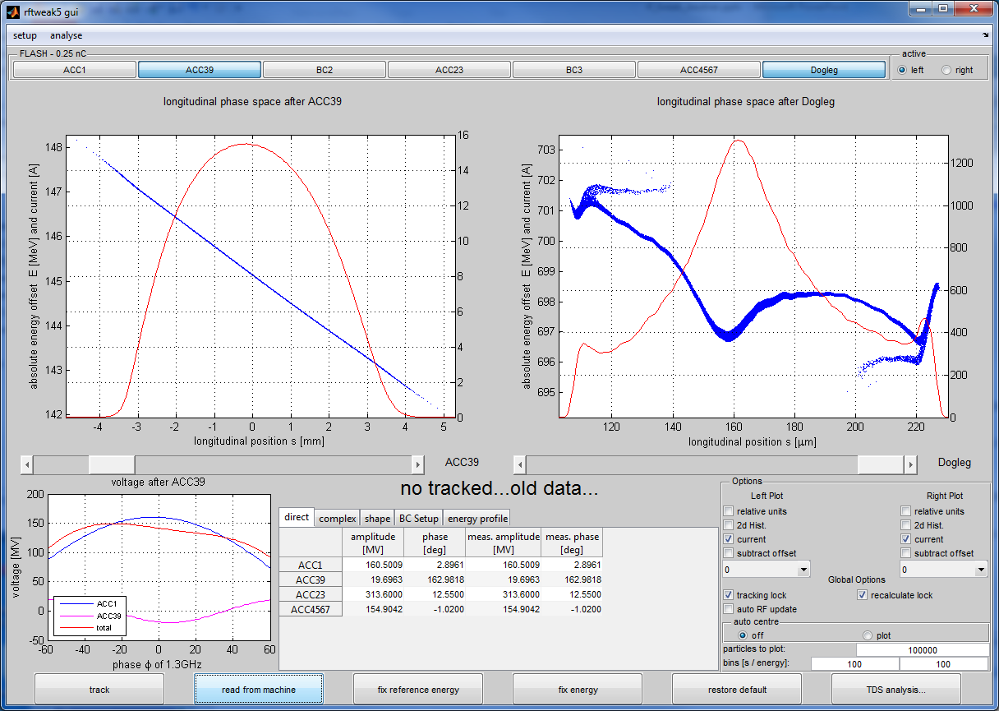 rftweak5 gui
setup analyse
FLASH - 0.25 nC
ACC1 ACC39 BC2 ACC23 BC3 ACC4567 Dogleg
active
left right
longitudinal phase space after ACC39
absolute energy offset E [MeV] and current [A]
148
147
146
145
144
143
142
16
14
12
10
8
6
4
2
0
-4 -3 -2 -1 0 1 2 3 4 5
longitudinal position s [mm]
longitudinal phase space after Dogleg
absolute energy offset E [MeV] and current [A]
703
702
701
700
699
698
697
696
695
1200
1000
800
600
400
200
0
120 140 160 180 200 220
longitudinal position s [µm]
ACC39
Dogleg
no tracked...old data...
voltage after ACC39
voltage [MV]
200
150
100
50
0
-50
-60 -40 -20 0 20 40 60
phase ϕ of 1.3GHz
ACC1
ACC39
total
direct complex shape BC Setup energy profile
amplitude [MV] phase [deg] meas. amplitude [MV] meas. phase [deg]
ACC1 160.5009 2.8961 160.5009 2.8961
ACC39 19.6963 162.9818 19.6963 162.9818
ACC23 313.6000 12.5500 313.6000 12.5500
ACC4567 154.9042 -1.0200 154.9042 -1.0200
Options
Left Plot Right Plot
relative units relative units
2d Hist. 2d Hist.
current current
subtract offset subtract offset
0 0
Global Options
tracking lock recalculate lock
auto RF update
auto centre
off plot
particles to plot: 100000
bins [s / energy]: 100 100
track read from machine fix reference energy fix energy restore default TDS analysis...